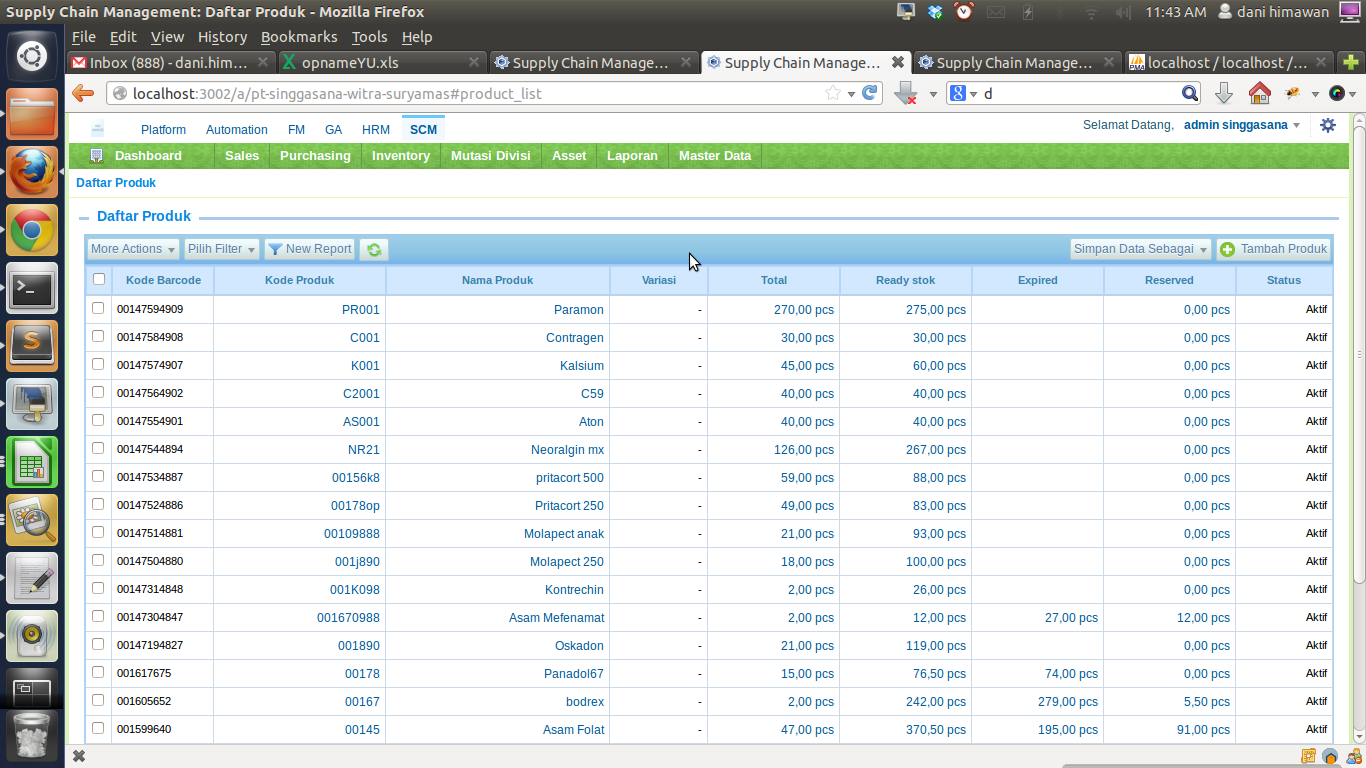 Supply Chain Management: Daftar Produk - Mozilla Firefox 11:43 AM dani himawan
File Edit View History Bookmarks Tools Help
Inbox (888) - dani.him... opnameYU.xls Supply Chain Manage... Supply Chain Manage... Supply Chain Manage... localhost / localhost /...
localhost:3002/a/pt-singgasana-witra-suryamas#product_list d
Platform Automation FM GA HRM SCM Selamat Datang, admin singgasana
Dashboard Sales Purchasing Inventory Mutasi Divisi Asset Laporan Master Data
Daftar Produk
Daftar Produk
More Actions Pilih Filter New Report Simpan Data Sebagai Tambah Produk
Kode Barcode Kode Produk Nama Produk Variasi Total Ready stok Expired Reserved Status
00147594909 PR001 Paramon - 270,00 pcs 275,00 pcs 0,00 pcs Aktif
00147584908 C001 Contragen - 30,00 pcs 30,00 pcs 0,00 pcs Aktif
00147574907 K001 Kalsium - 45,00 pcs 60,00 pcs 0,00 pcs Aktif
00147564902 C2001 C59 - 40,00 pcs 40,00 pcs 0,00 pcs Aktif
00147554901 AS001 Aton - 40,00 pcs 40,00 pcs 0,00 pcs Aktif
00147544894 NR21 Neoralgin mx - 126,00 pcs 267,00 pcs 0,00 pcs Aktif
00147534887 00156k8 pritacort 500 - 59,00 pcs 88,00 pcs 0,00 pcs Aktif
00147524886 00178op Pritacort 250 - 49,00 pcs 83,00 pcs 0,00 pcs Aktif
00147514881 00109888 Molapect anak - 21,00 pcs 93,00 pcs 0,00 pcs Aktif
00147504880 001j890 Molapect 250 - 18,00 pcs 100,00 pcs 0,00 pcs Aktif
00147314848 001K098 Kontrechin - 2,00 pcs 26,00 pcs 0,00 pcs Aktif
00147304847 001670988 Asam Mefenamat - 2,00 pcs 12,00 pcs 27,00 pcs 12,00 pcs Aktif
00147194827 001890 Oskadon - 21,00 pcs 119,00 pcs 0,00 pcs Aktif
001617675 00178 Panadol67 - 15,00 pcs 76,50 pcs 74,00 pcs 0,00 pcs Aktif
001605652 00167 bodrex - 2,00 pcs 242,00 pcs 279,00 pcs 5,50 pcs Aktif
001599640 00145 Asam Folat - 47,00 pcs 370,50 pcs 195,00 pcs 91,00 pcs Aktif